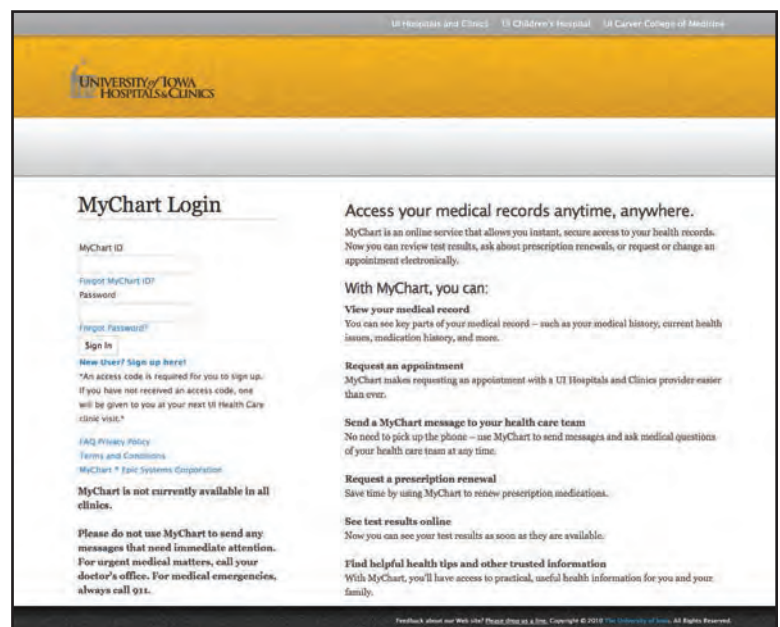 UI Hospitals and Clinics UI Children's Hospital UI Carver College of Medicine
UNIVERSITY of IOWA
HOSPITALS & CLINICS
MyChart Login
MyChart ID
Forgot MyChart ID?
Password
Forgot Password?
Sign In
New User? Sign up here!
*An access code is required for you to sign up.
If you have not received an access code, one
will be given to you at your next UI Health Care
clinic visit.*
FAQ Privacy Policy
Terms and Conditions
MyChart ® Epic Systems Corporation
MyChart is not currently available in all
clinics.
Please do not use MyChart to send any
messages that need immediate attention.
For urgent medical matters, call your
doctor's office. For medical emergencies,
always call 911.
Access your medical records anytime, anywhere.
MyChart is an online service that allows you instant, secure access to your health records.
Now you can review test results, ask about prescription renewals, or request or change an
appointment electronically.
With MyChart, you can:
View your medical record
You can see key parts of your medical record – such as your medical history, current health
issues, medication history, and more.
Request an appointment
MyChart makes requesting an appointment with a UI Hospitals and Clinics provider easier
than ever.
Send a MyChart message to your health care team
No need to pick up the phone – use MyChart to send messages and ask medical questions
of your health care team at any time.
Request a prescription renewal
Save time by using MyChart to renew prescription medications.
See test results online
Now you can see your test results as soon as they are available.
Find helpful health tips and other trusted information
With MyChart, you'll have access to practical, useful health information for you and your
family.
Feedback about our Web site? Please drop us a line. Copyright © 2010 The University of Iowa. All Rights Reserved.